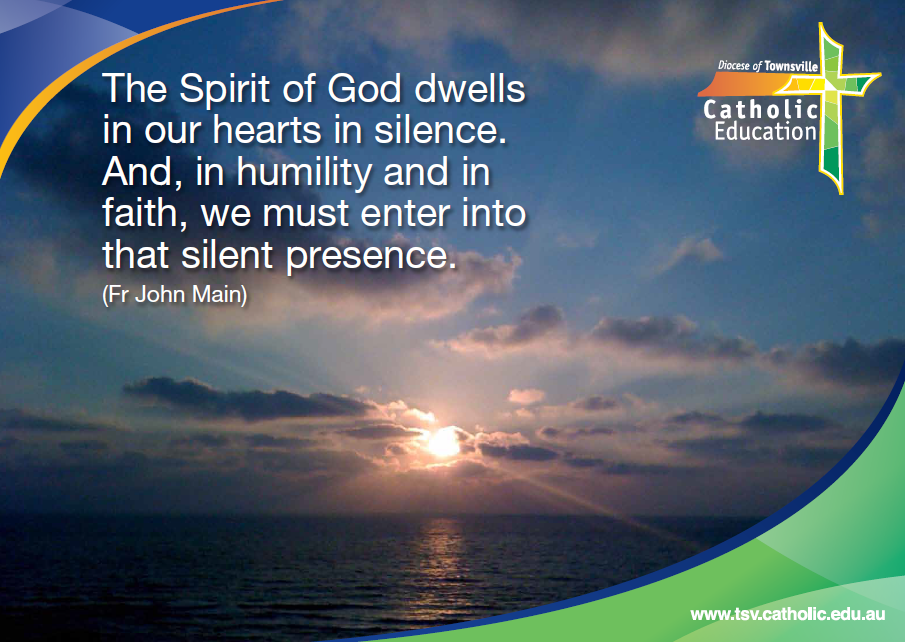 The Spirit of God dwells
in our hearts in silence.
And, in humility and in
faith, we must enter into
that silent presence.
(Fr John Main)
Diocese of Townsville
Catholic
Education
www.tsv.catholic.edu.au